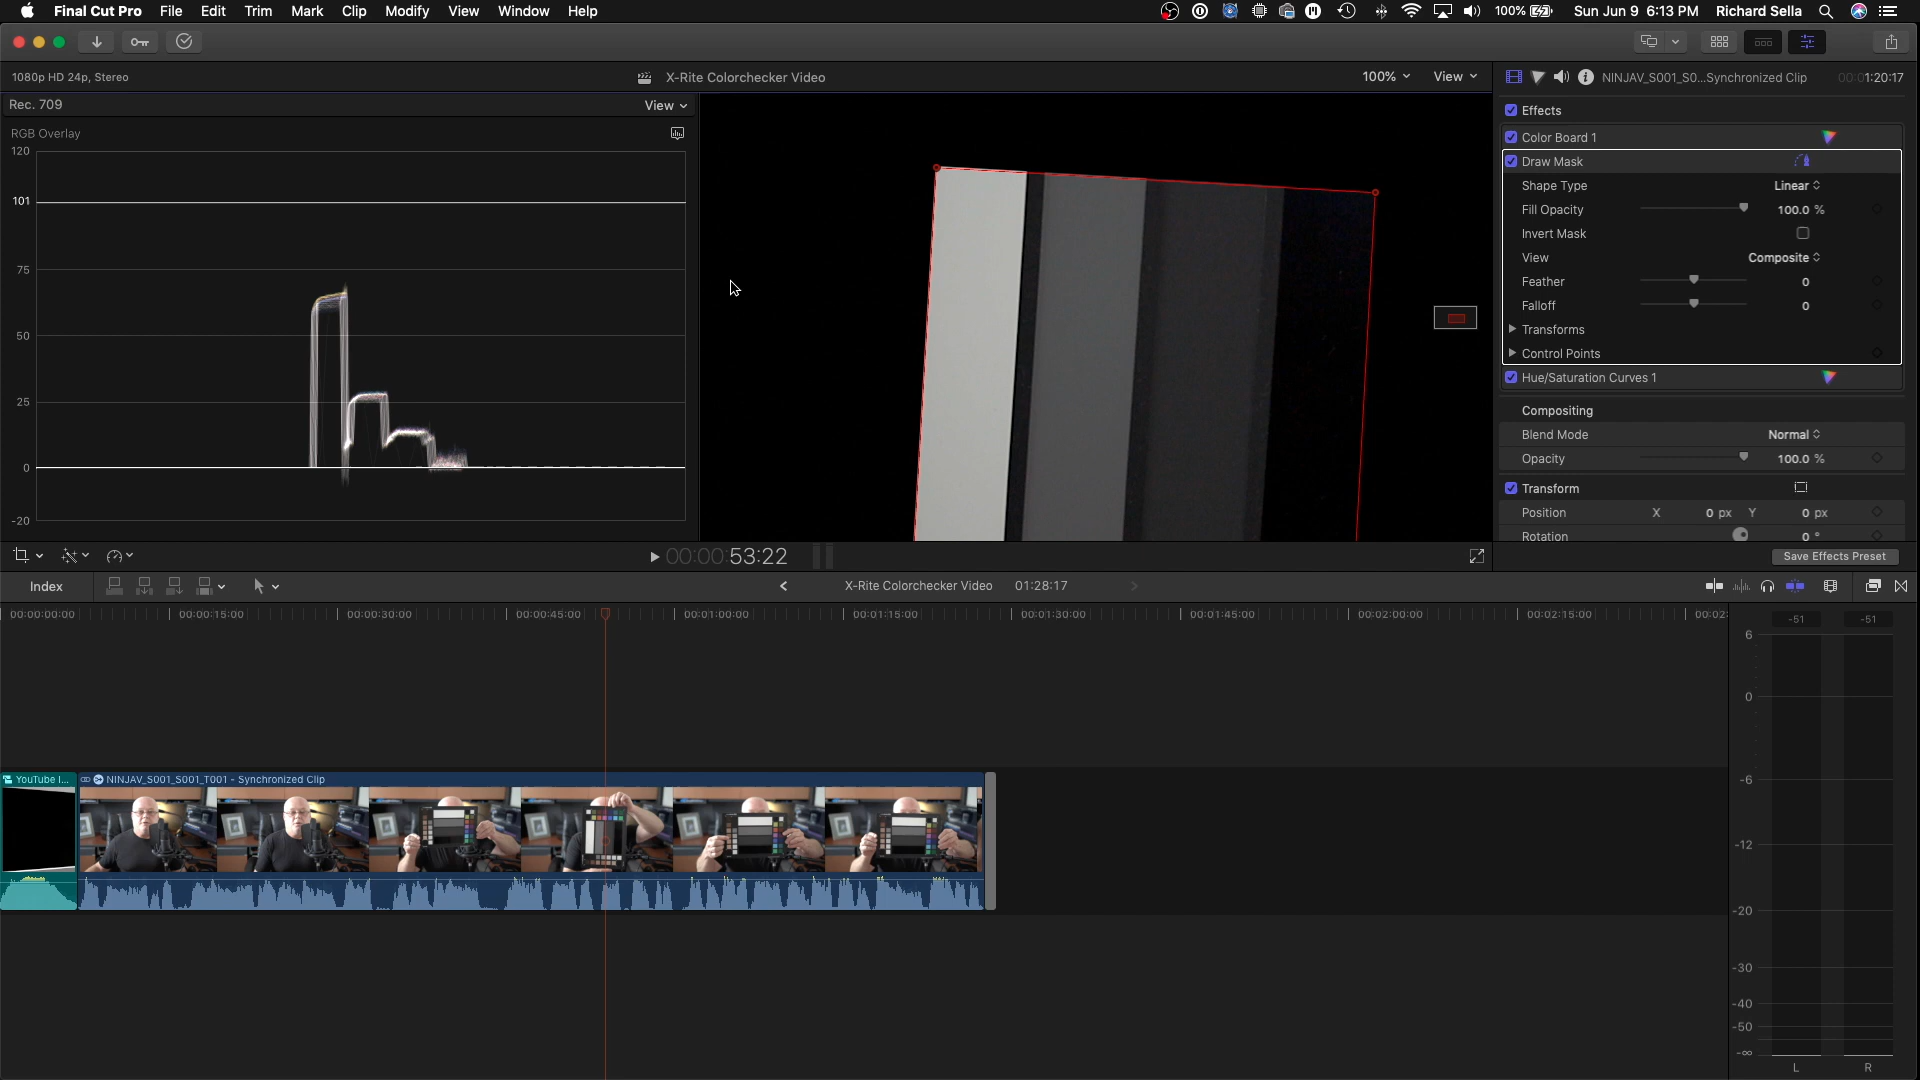 Final Cut Pro File Edit Trim Mark Clip Modify View Window Help 100% Sun Jun 9 6:13 PM Richard Sella
1080p HD 24p, Stereo X-Rite Colorchecker Video 100% View NINJAV_S001_S0...Synchronized Clip 00:01:20:17
Rec. 709 View
RGB Overlay
120
101
75
50
25
0
-20
Effects
Color Board 1
Draw Mask
Shape Type Linear
Fill Opacity 100.0 %
Invert Mask
View Composite
Feather 0
Falloff 0
Transforms
Control Points
Hue/Saturation Curves 1
Compositing
Blend Mode Normal
Opacity 100.0 %
Transform
Position X 0 px Y 0 px
Rotation 0 °
00:00:53:22 Save Effects Preset
Index X-Rite Colorchecker Video 01:28:17
00:00:00:00 00:00:15:00 00:00:30:00 00:00:45:00 00:01:00:00 00:01:15:00 00:01:30:00 00:01:45:00 00:02:00:00 00:02:15:00 00:02:
YouTube I... NINJAV_S001_S001_T001 - Synchronized Clip
-51 -51
6
0
-6
-12
-20
-30
-40
-50
-∞
L R